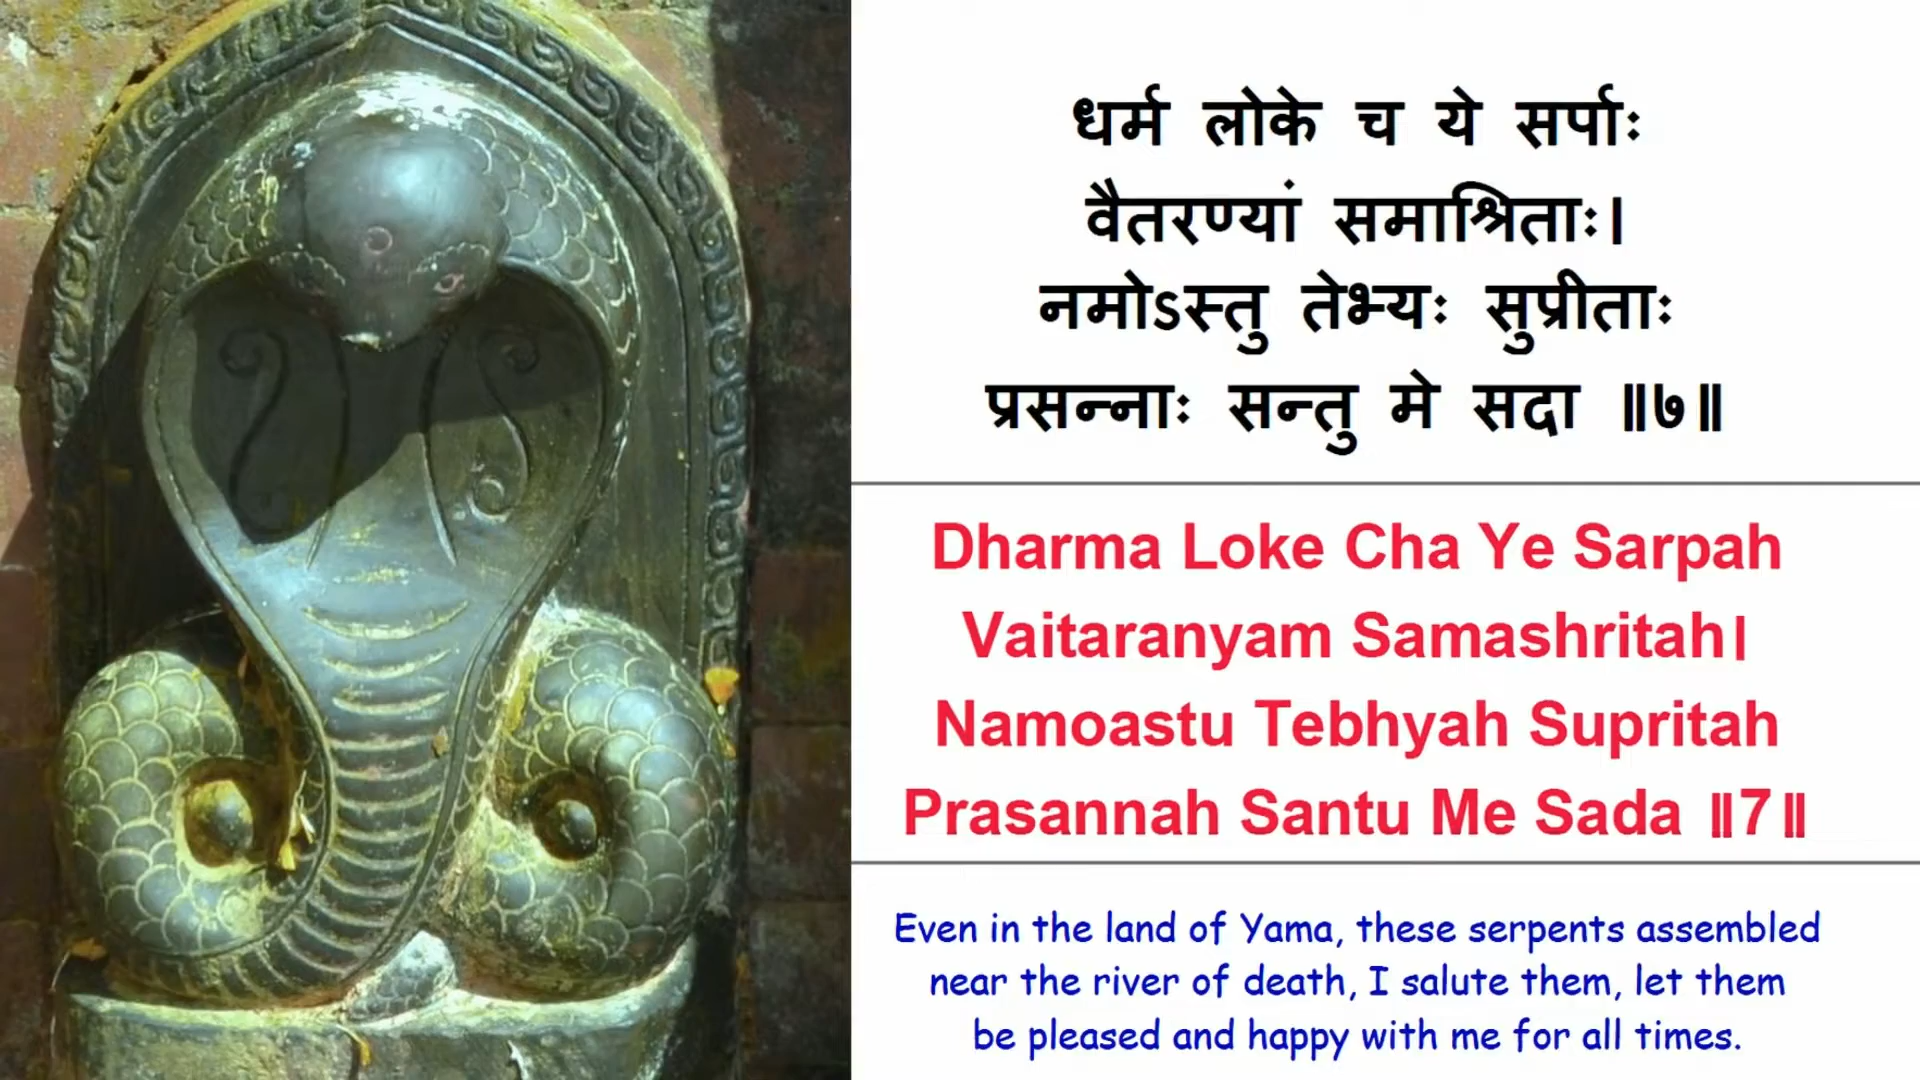 धर्म लोके च ये सर्पाः
वैतरण्यां समाश्रिताः।
नमोऽस्तु तेभ्यः सुप्रीताः
प्रसन्नाः सन्तु मे सदा ॥७॥
Dharma Loke Cha Ye Sarpah
Vaitaranyam Samashritah।
Namoastu Tebhyah Supritah
Prasannah Santu Me Sada ॥7॥
Even in the land of Yama, these serpents assembled
near the river of death, I salute them, let them
be pleased and happy with me for all times.